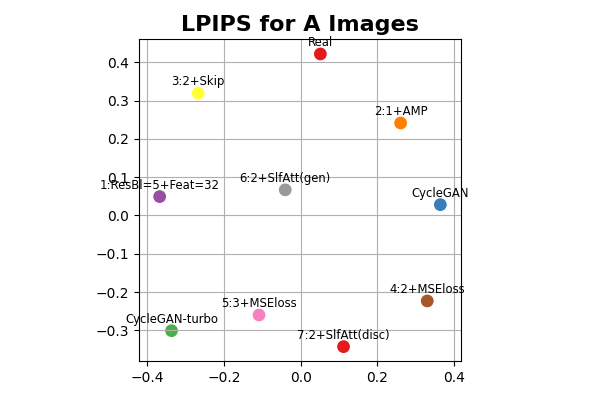 LPIPS for A Images
Real
3:2+Skip
2:1+AMP
6:2+SlfAtt(gen)
1:ResBl=5+Feat=32
CycleGAN
4:2+MSEloss
5:3+MSEloss
CycleGAN-turbo
7:2+SlfAtt(disc)
0.4
0.3
0.2
0.1
0.0
−0.1
−0.2
−0.3
−0.4 −0.2 0.0 0.2 0.4